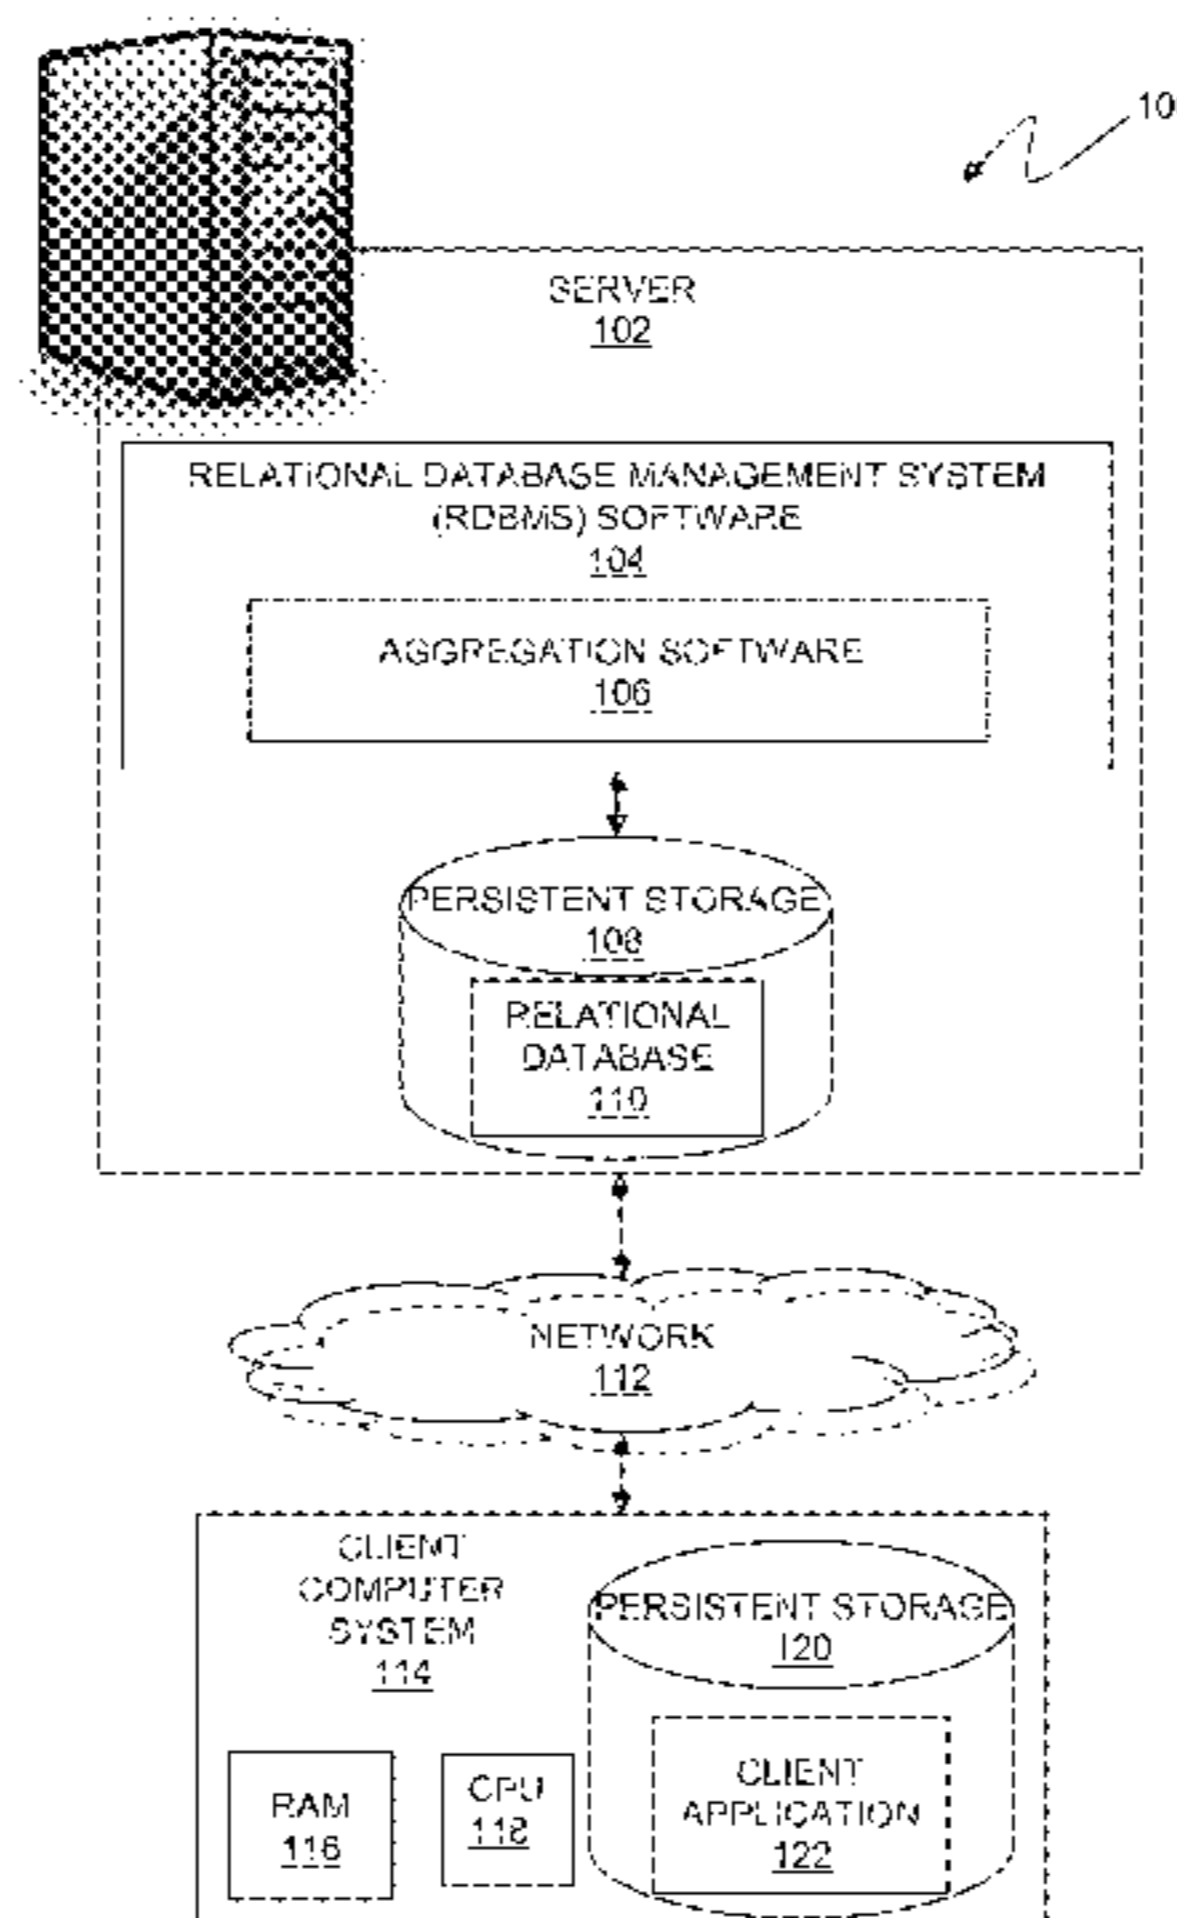 10
SERVER
102
RELATIONAL DATABASE MANAGEMENT SYSTEM
(RDBMS) SOFTWARE
104
AGGREGATION SOFTWARE
106
PERSISTENT STORAGE
108
RELATIONAL
DATABASE
110
NETWORK
112
CLIENT
COMPUTER
SYSTEM
114
PERSISTENT STORAGE
120
RAM
116
CPU
118
CLIENT
APPLICATION
122